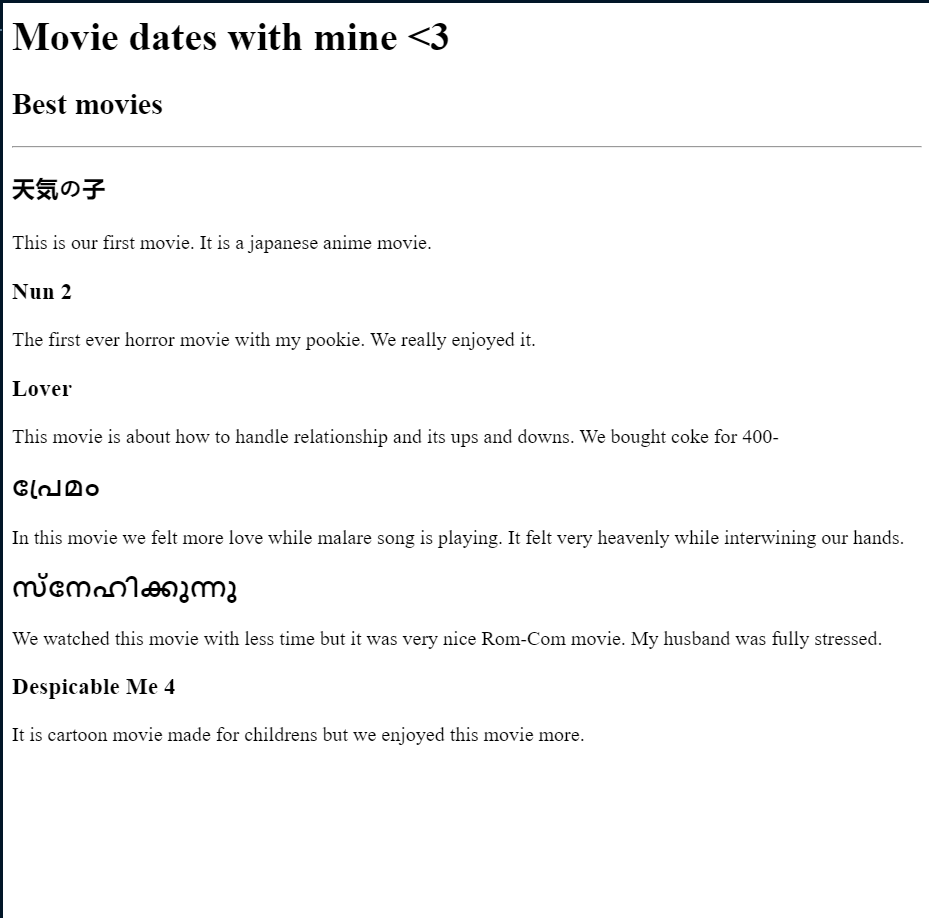 Movie dates with mine <3
Best movies
天気の子
This is our first movie. It is a japanese anime movie.
Nun 2
The first ever horror movie with my pookie. We really enjoyed it.
Lover
This movie is about how to handle relationship and its ups and downs. We bought coke for 400-
പ്രേമം
In this movie we felt more love while malare song is playing. It felt very heavenly while interwining our hands.
സ്നേഹിക്കുന്നു
We watched this movie with less time but it was very nice Rom-Com movie. My husband was fully stressed.
Despicable Me 4
It is cartoon movie made for childrens but we enjoyed this movie more.